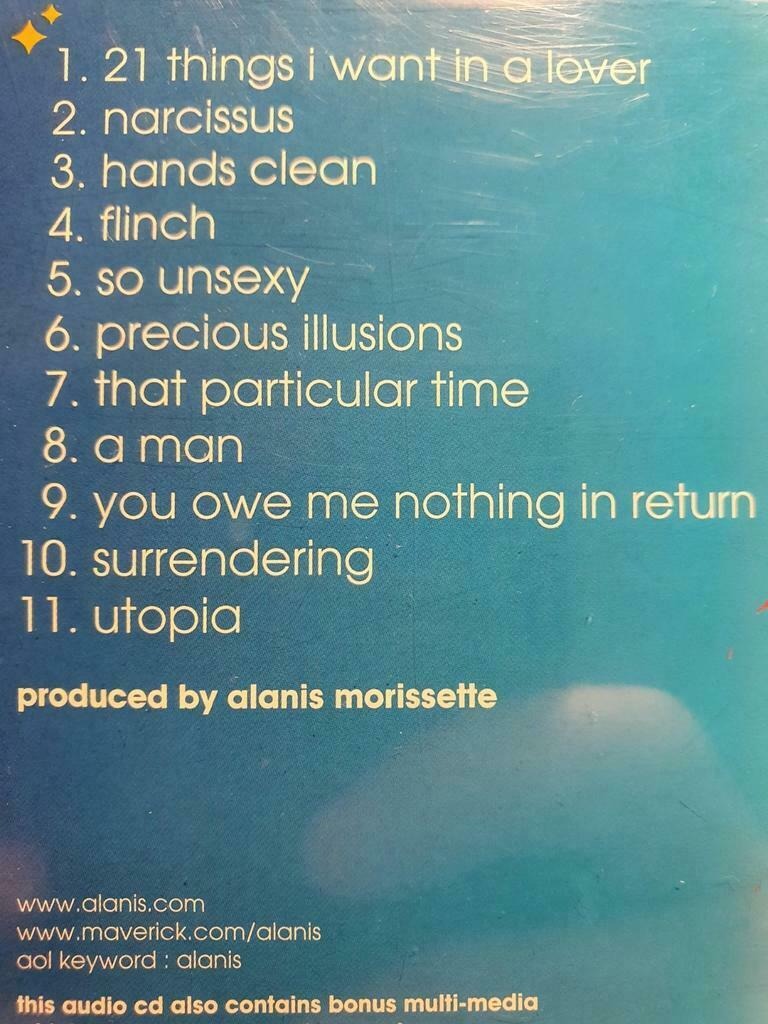 1. 21 things i want in a lover
2. narcissus
3. hands clean
4. flinch
5. so unsexy
6. precious illusions
7. that particular time
8. a man
9. you owe me nothing in return
10. surrendering
11. utopia
produced by alanis morissette
www.alanis.com
www.maverick.com/alanis
aol keyword : alanis
this audio cd also contains bonus multi-media